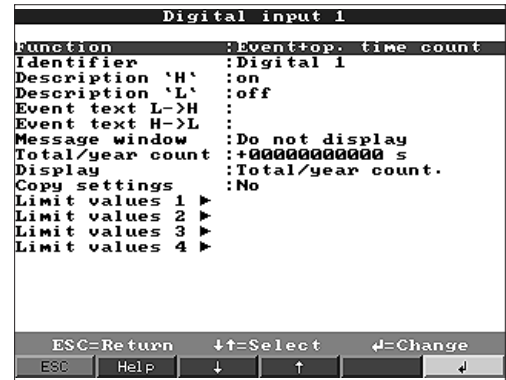 Digital input 1
Function :Event+op. time count
Identifier :Digital 1
Description 'H' :on
Description 'L' :off
Event text L->H :
Event text H->L :
Message window :Do not display
Total/year count :+00000000000 s
Display :Total/year count.
Copy settings :No
Limit values 1 ►
Limit values 2 ►
Limit values 3 ►
Limit values 4 ►
ESC=Return ↓↑=Select ↲=Change
ESC Help ↓ ↑ ↲